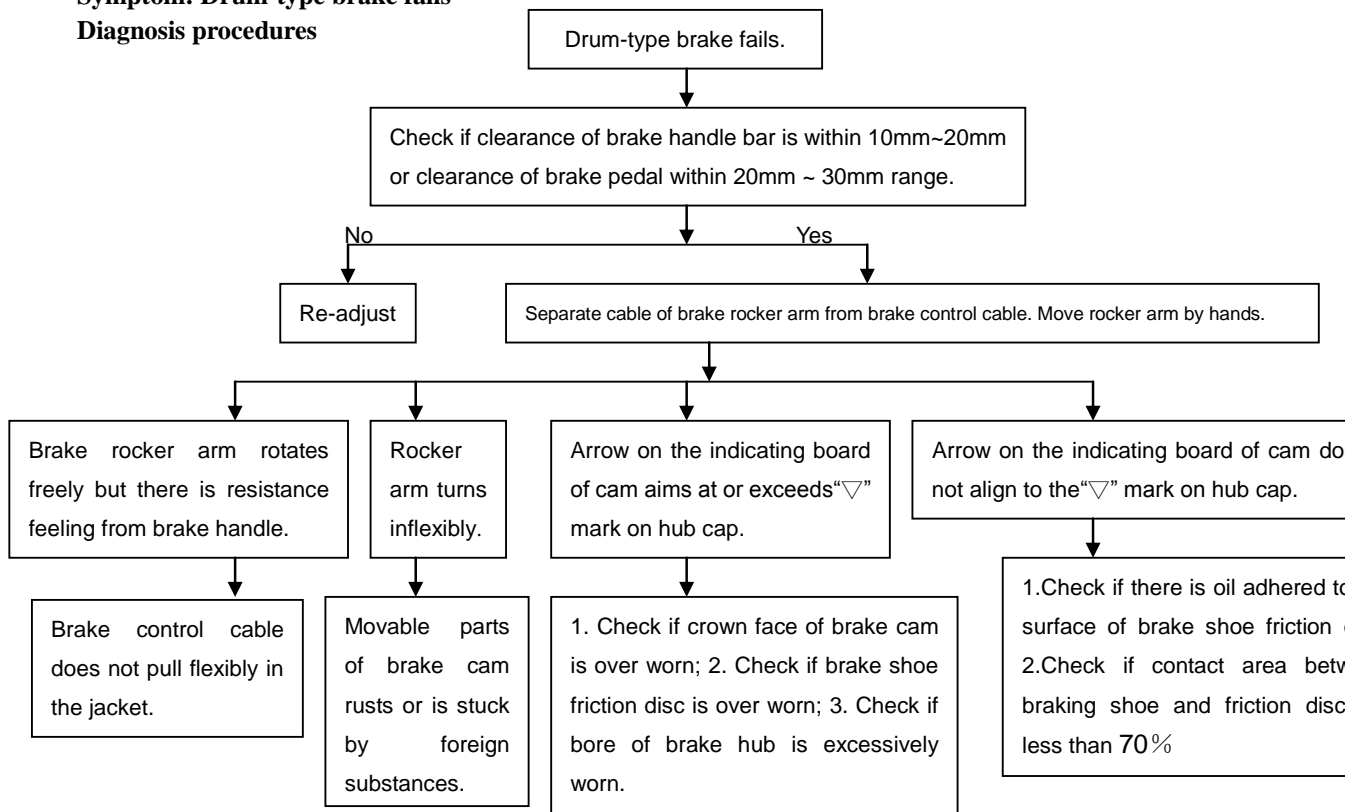 Symptom: Drum-type brake fails
Diagnosis procedures
Drum-type brake fails.
Check if clearance of brake handle bar is within 10mm~20mm
or clearance of brake pedal within 20mm ~ 30mm range.
No
Yes
Re-adjust
Separate cable of brake rocker arm from brake control cable. Move rocker arm by hands.
Brake rocker arm rotates
freely but there is resistance
feeling from brake handle.
Rocker
arm turns
inflexibly.
Arrow on the indicating board
of cam aims at or exceeds“▽”
mark on hub cap.
Arrow on the indicating board of cam do
not align to the“▽” mark on hub cap.
Brake control cable
does not pull flexibly in
the jacket.
Movable parts
of brake cam
rusts or is stuck
by foreign
substances.
1. Check if crown face of brake cam
is over worn; 2. Check if brake shoe
friction disc is over worn; 3. Check if
bore of brake hub is excessively
worn.
1.Check if there is oil adhered to
surface of brake shoe friction
2.Check if contact area betw
braking shoe and friction disc
less than 70％